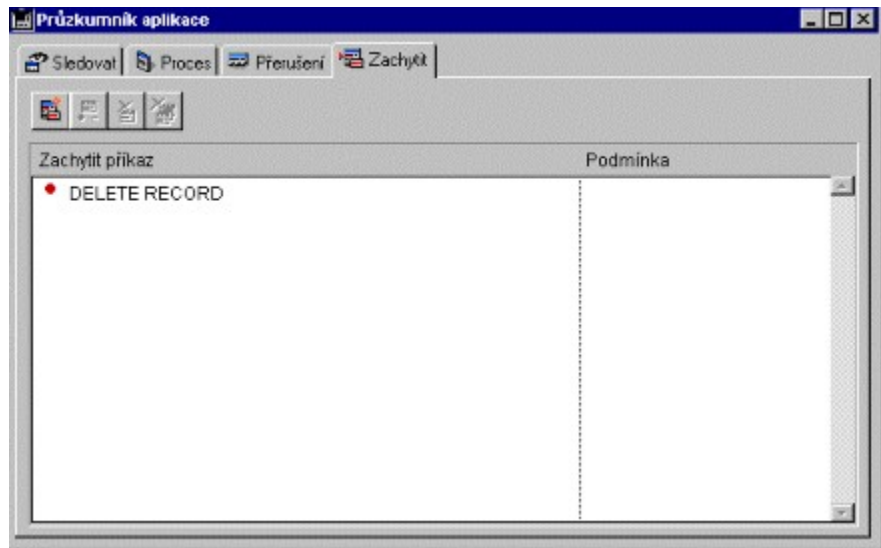 Průzkumník aplikace
Sledovat Proces Přerušení Zachytit
Zachytit příkaz Podmínka
DELETE RECORD